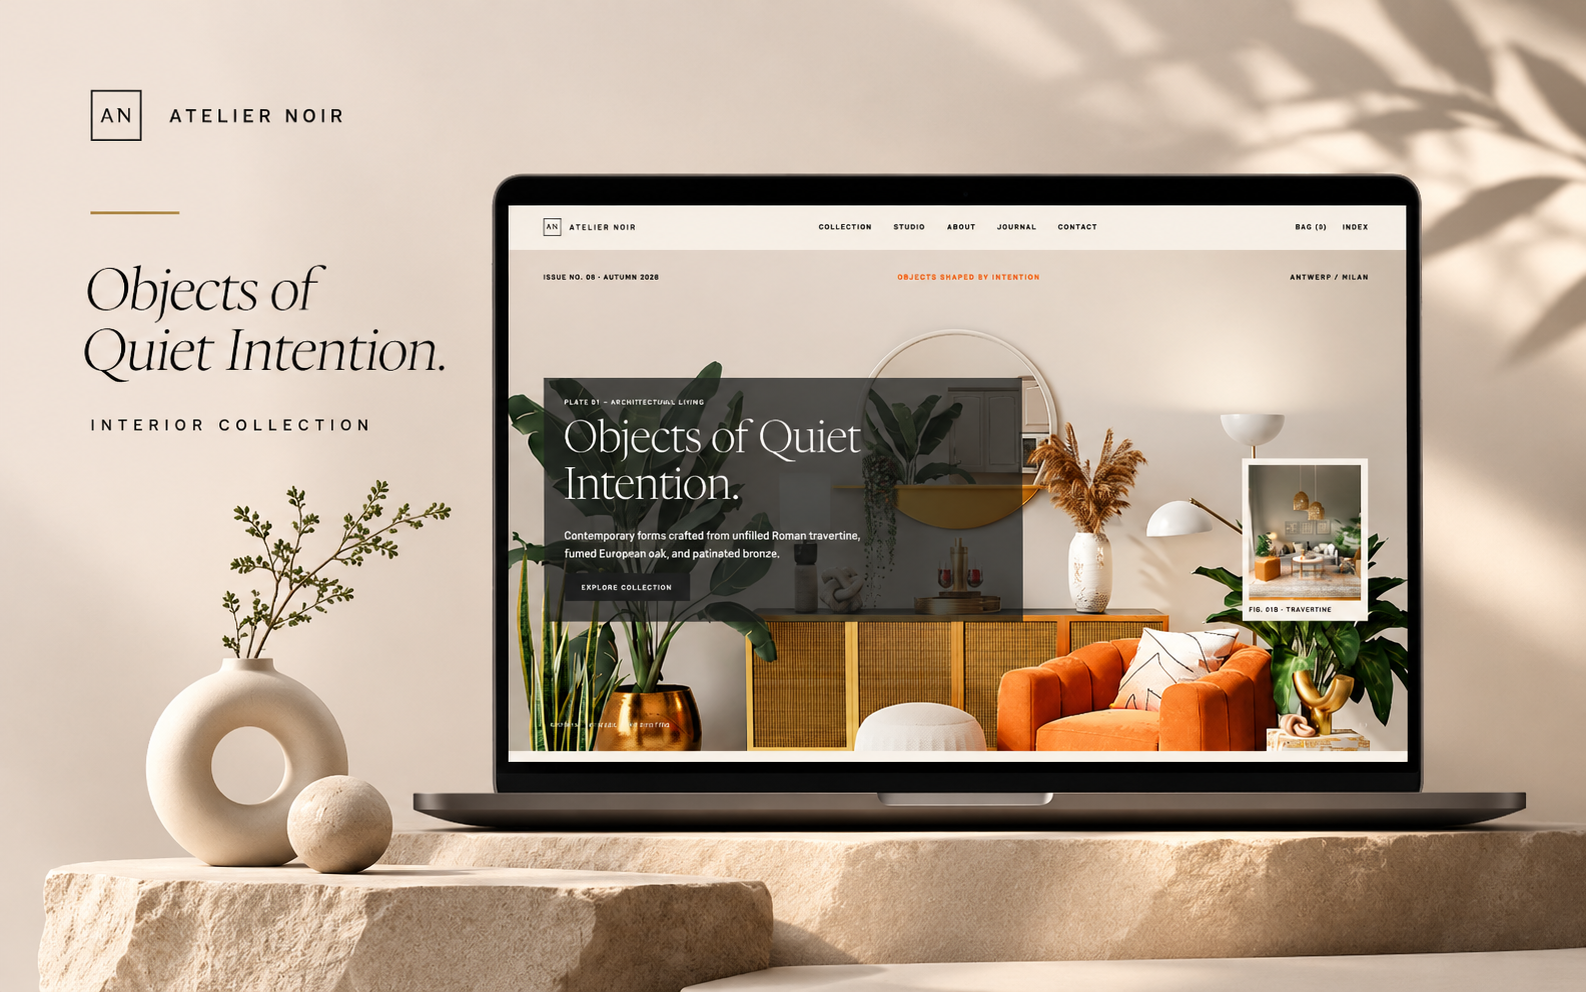 AN
ATELIER NOIR
Objects of
Quiet Intention.
INTERIOR COLLECTION
AN
ATELIER NOIR
COLLECTION STUDIO ABOUT JOURNAL CONTACT
BAG (0) INDEX
ISSUE NO. 08 - AUTUMN 2026
OBJECTS SHAPED BY INTENTION
ANTWERP / MILAN
PLATE 01 – ARCHITECTURAL LIVING
Objects of Quiet
Intention.
Contemporary forms crafted from unfilled Roman travertine,
fumed European oak, and patinated bronze.
EXPLORE COLLECTION
FIG. 01B - TRAVERTINE